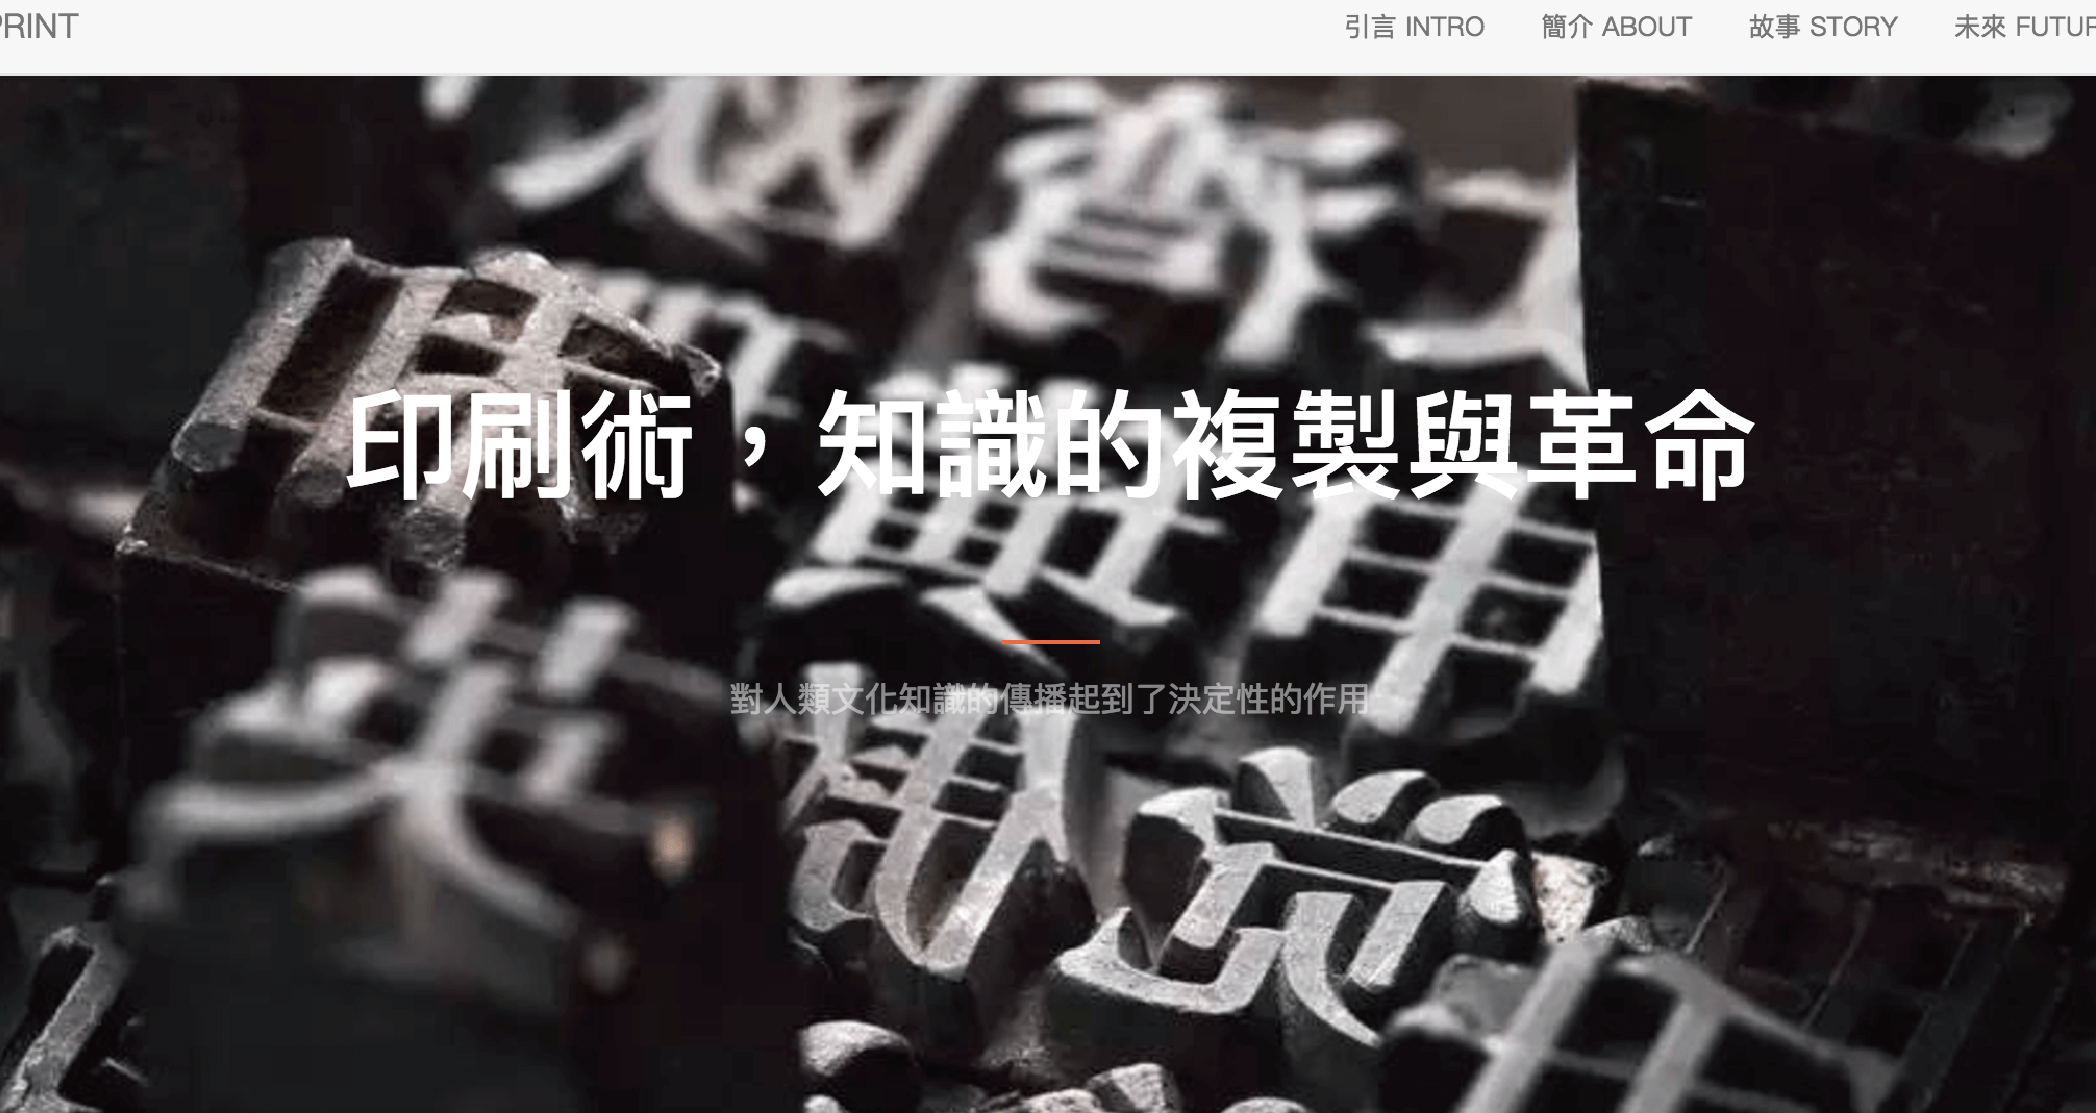 PRINT
引言 INTRO
簡介 ABOUT
故事 STORY
未來 FUTUR
印刷術，知識的複製與革命
對人類文化知識的傳播起到了決定性的作用